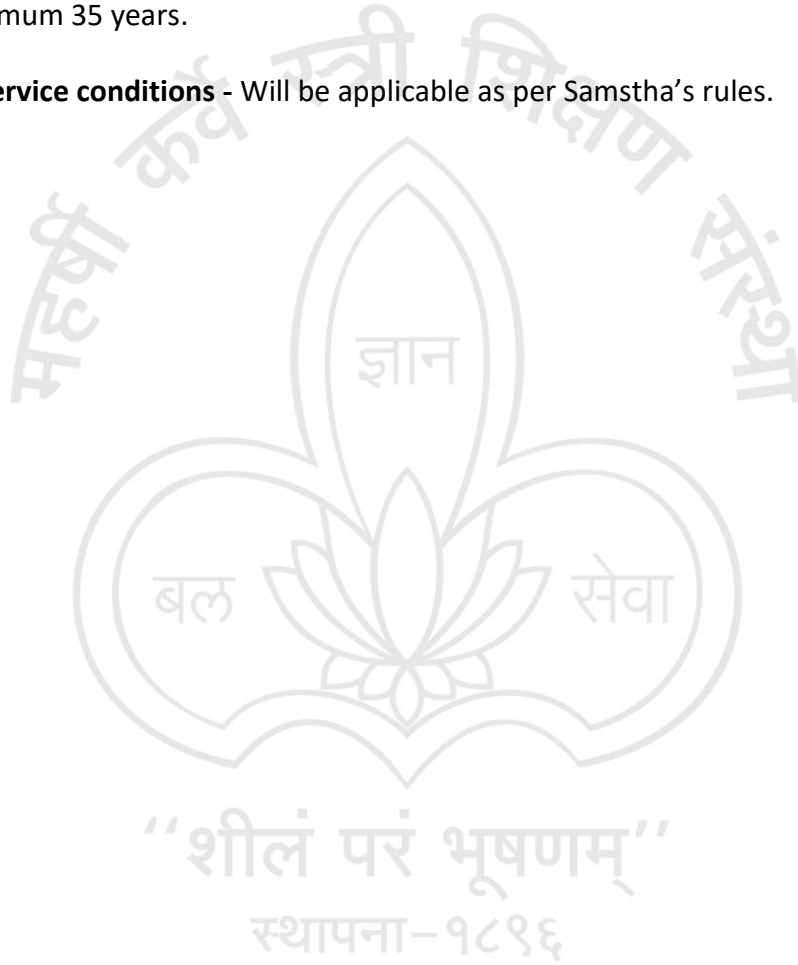 mum 35 years.
ervice conditions - Will be applicable as per Samstha’s rules.
महर्षी कर्वे स्त्री शिक्षण संस्था
ज्ञान
बल सेवा
‘‘शीलं परं भूषणम्’’
स्थापना-१८९६